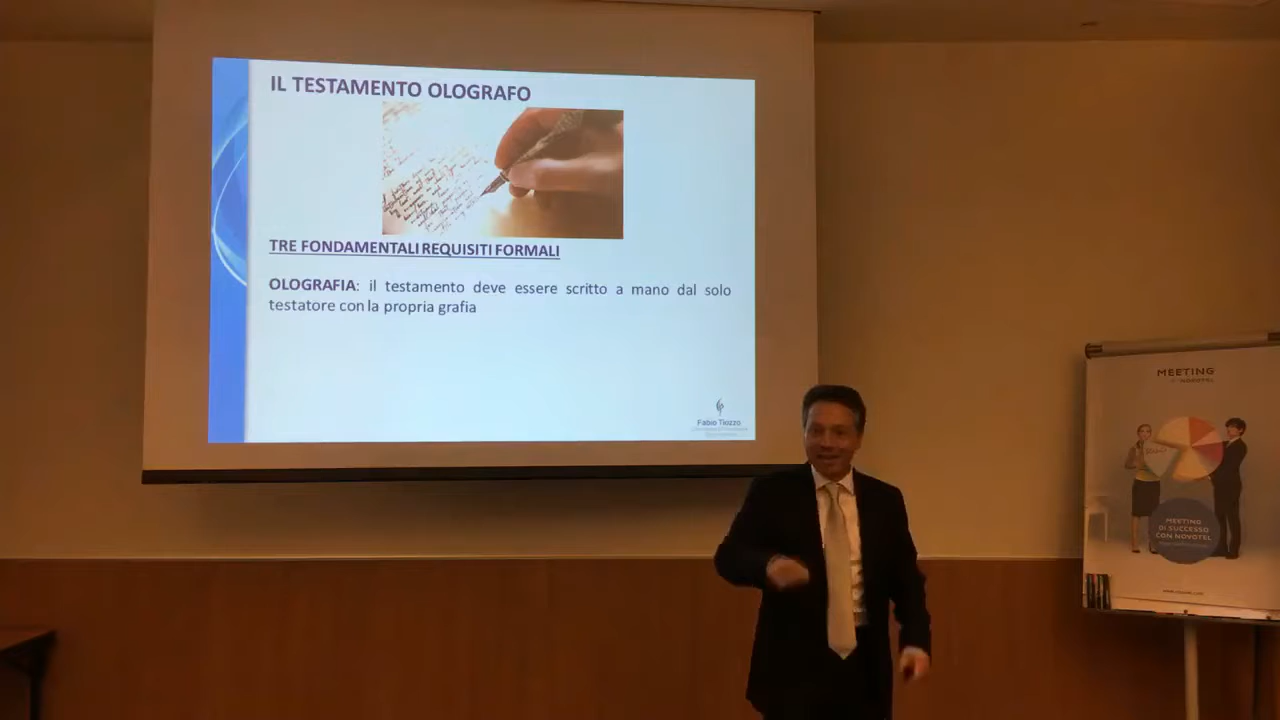 IL TESTAMENTO OLOGRAFO
TRE FONDAMENTALI REQUISITI FORMALI
OLOGRAFIA: il testamento deve essere scritto a mano dal solo
testatore con la propria grafia
Fabio Tiozzo
MEETING
NOVOTEL
MEETING
DI SUCCESSO
CON NOVOTEL